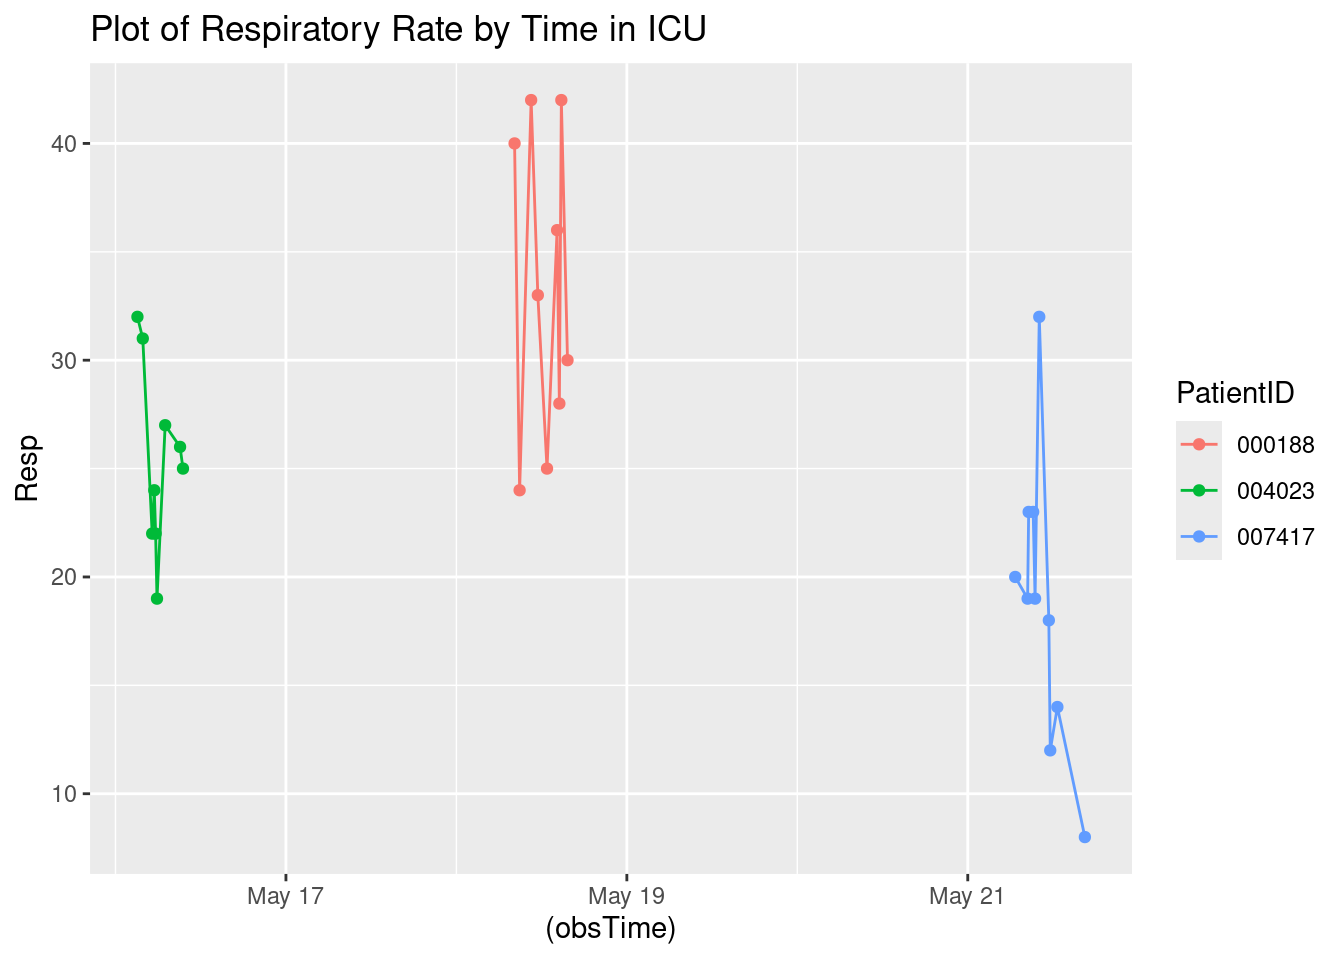 Plot of Respiratory Rate by Time in ICU
40
30
20
10
Resp
May 17
May 19
May 21
(obsTime)
PatientID
000188
004023
007417